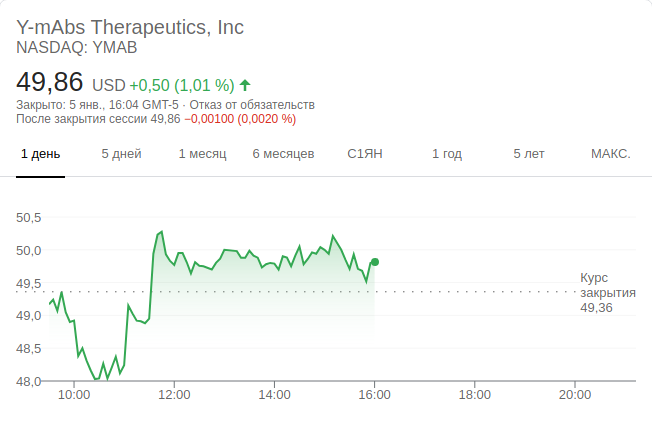 Y-mAbs Therapeutics, Inc
NASDAQ: YMAB
49,86 USD +0,50 (1,01 %)
Закрыто: 5 янв., 16:04 GMT-5 · Отказ от обязательств
После закрытия сессии 49,86 −0,00100 (0,0020 %)
1 день 5 дней 1 месяц 6 месяцев С1ЯН 1 год 5 лет МАКС.
50,5
50,0
49,5
49,0
48,5
48,0
Курс
закрытия
49,36
10:00 12:00 14:00 16:00 18:00 20:00